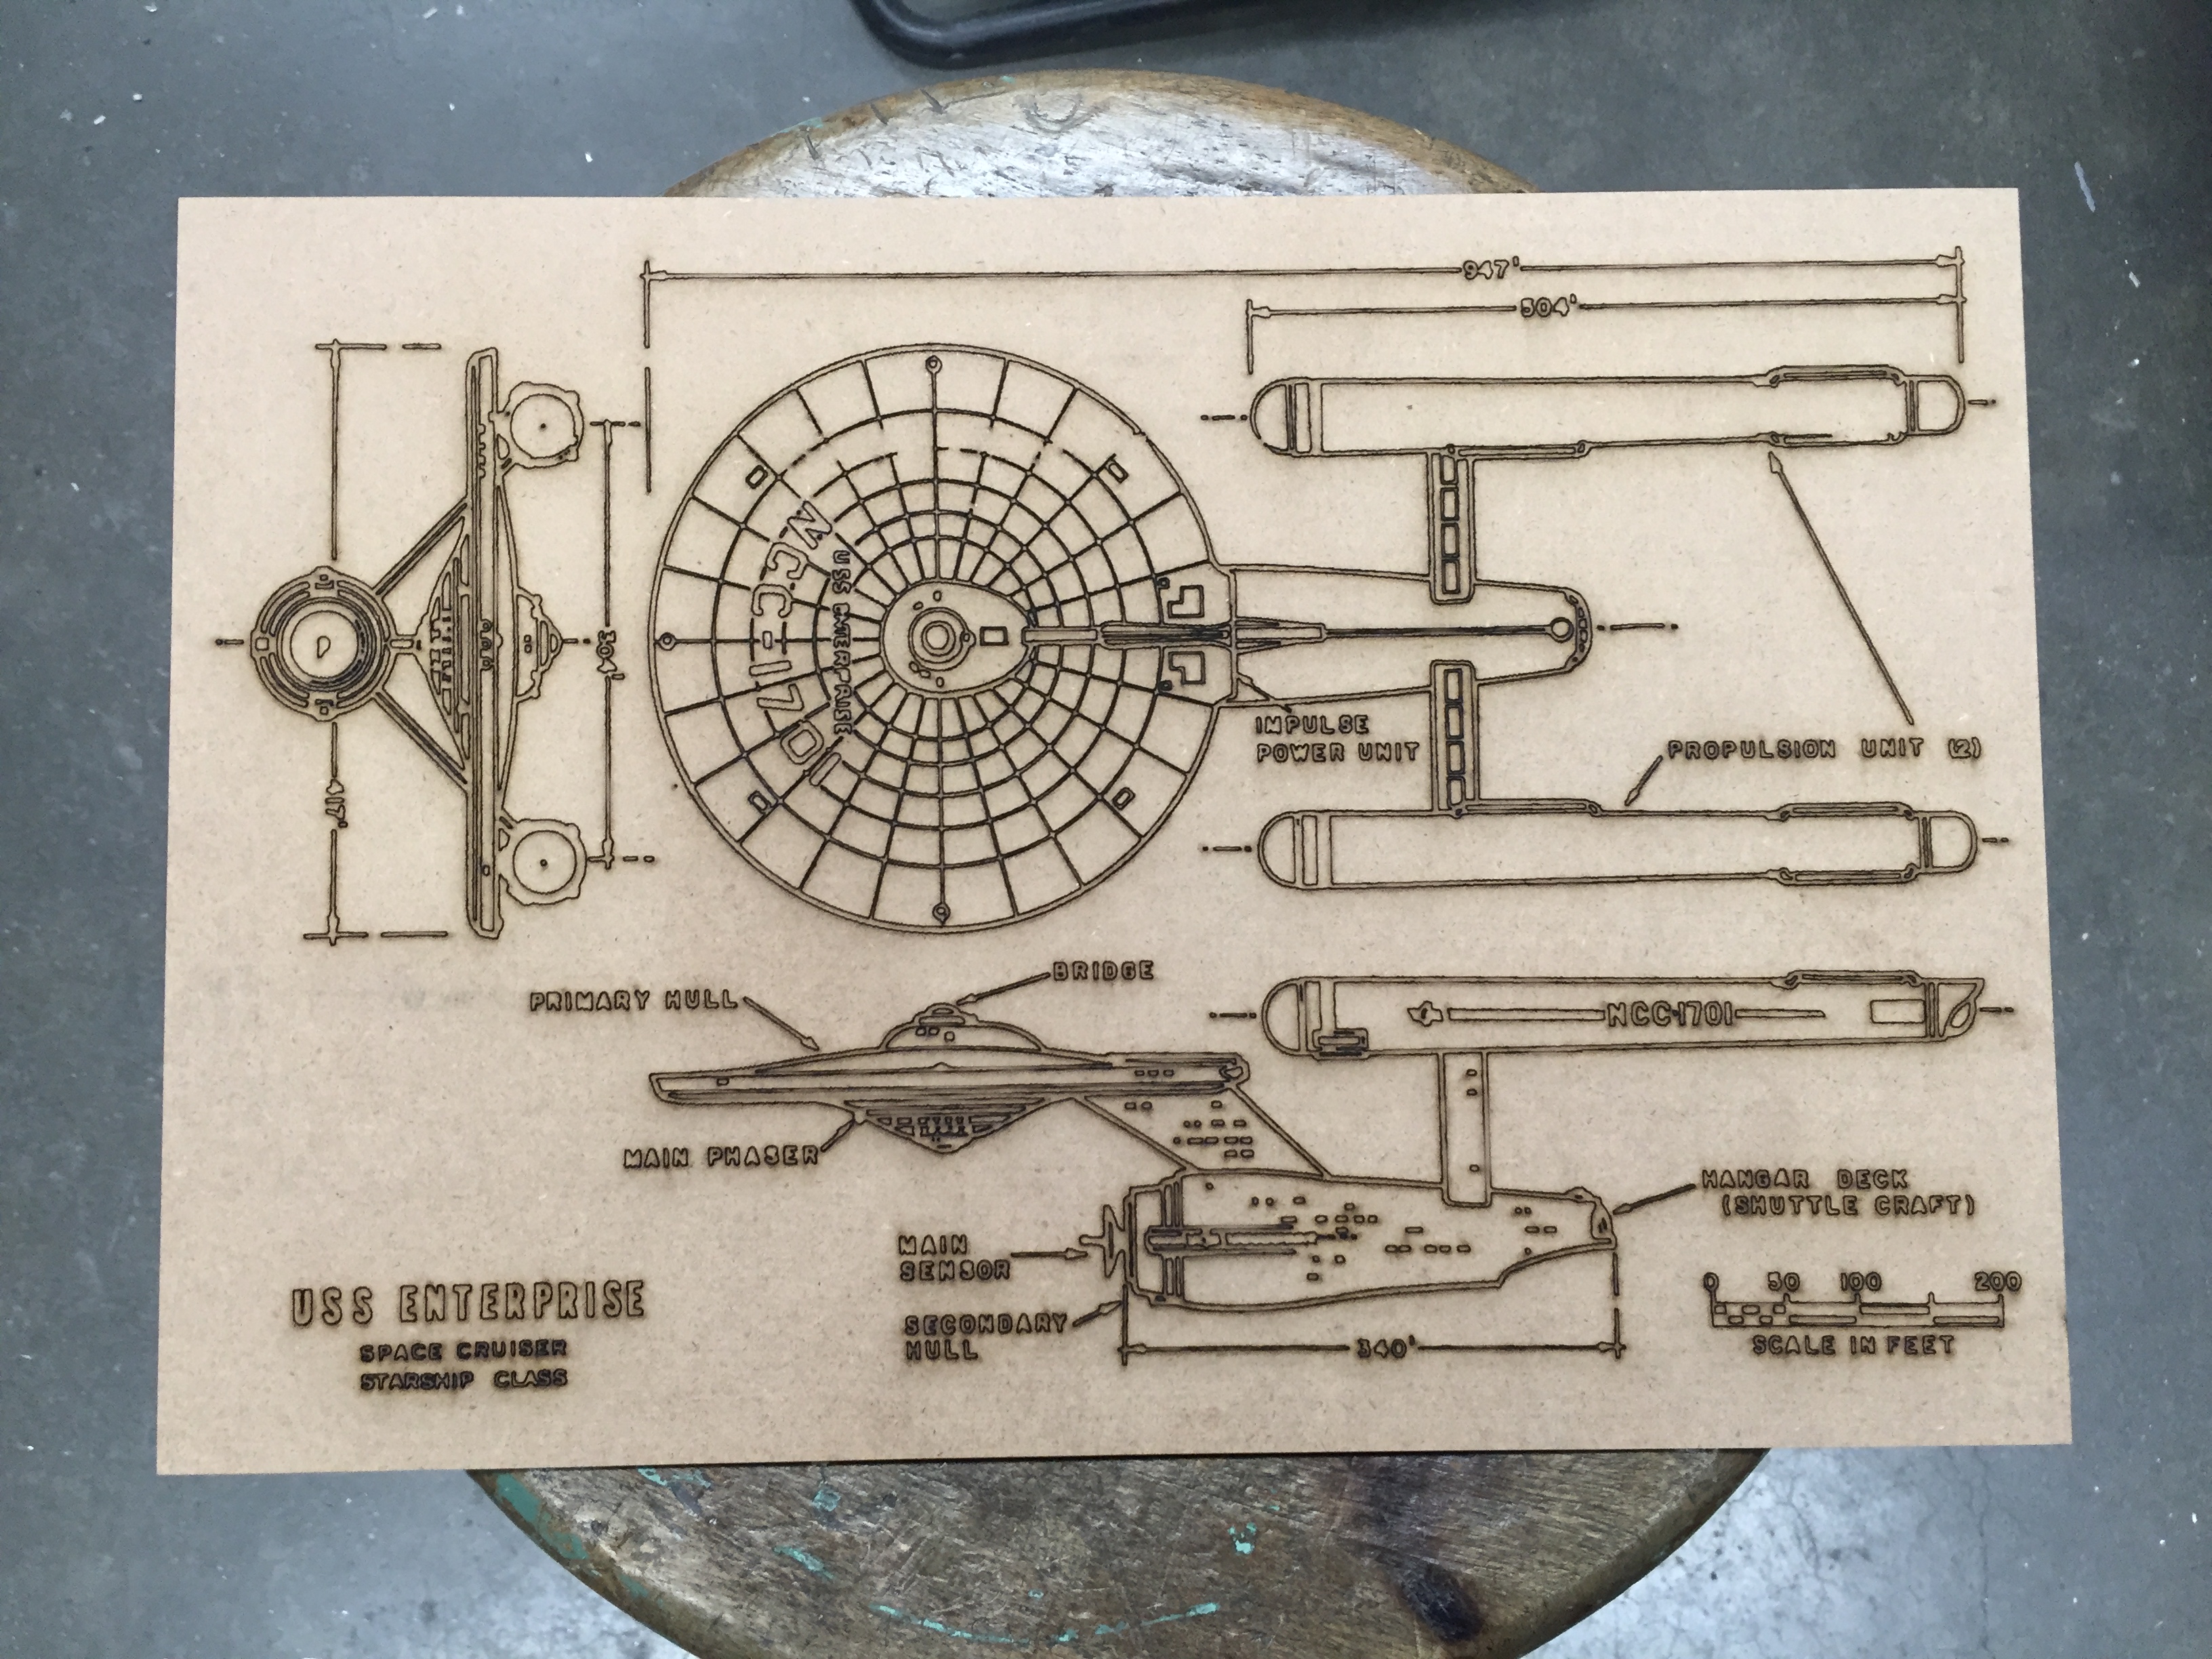 947'
504'
417'
304'
NCC-1701
USS ENTERPRISE
IMPULSE
POWER UNIT
PROPULSION UNIT (2)
PRIMARY HULL
BRIDGE
MAIN PHASER
NCC-1701
MAIN
SENSOR
SECONDARY
HULL
HANGAR DECK
(SHUTTLE CRAFT)
340'
USS ENTERPRISE
SPACE CRUISER
STARSHIP CLASS
0 50 100 200
SCALE IN FEET